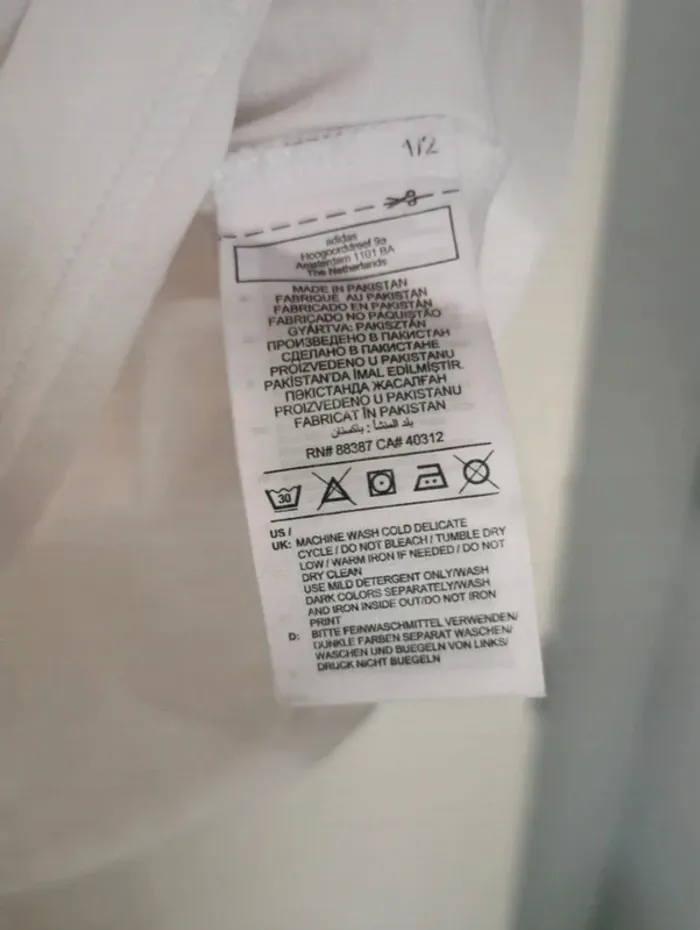 1/2
adidas
Hoogoorddreef 9a
Amsterdam 1101 BA
The Netherlands
MADE IN PAKISTAN
FABRIQUÉ AU PAKISTAN
FABRICADO EN PAKISTÁN
FABRICADO NO PAQUISTÃO
GYÁRTVA: PAKISZTÁN
ПРОИЗВЕДЕНО В ПАКИСТАН
СДЕЛАНО В ПАКИСТАНЕ
PROIZVEDENO U PAKISTANU
PAKİSTAN'DA İMAL EDİLMİŞTİR.
ПӘКІСТАНДА ЖАСАЛҒАН
PROIZVEDENO U PAKISTANU
FABRICAT ÎN PAKISTAN
بلد المنشأ : باكستان
RN# 88387 CA# 40312
30
US /
UK: MACHINE WASH COLD DELICATE
CYCLE / DO NOT BLEACH / TUMBLE DRY
LOW / WARM IRON IF NEEDED / DO NOT
DRY CLEAN
USE MILD DETERGENT ONLY/WASH
DARK COLORS SEPARATELY/WASH
AND IRON INSIDE OUT/DO NOT IRON
PRINT
D: BITTE FEINWASCHMITTEL VERWENDEN/
DUNKLE FARBEN SEPARAT WASCHEN/
WASCHEN UND BUEGELN VON LINKS/
DRUCK NICHT BUEGELN